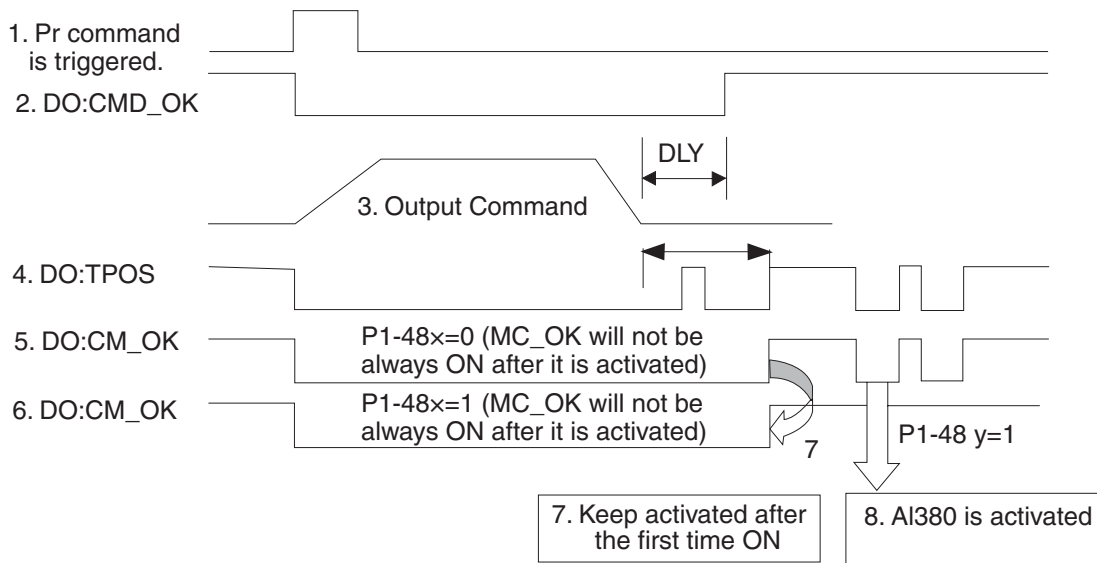 1. Pr command
is triggered.
2. DO:CMD_OK
DLY
3. Output Command
4. DO:TPOS
5. DO:CM_OK
P1-48×=0 (MC_OK will not be
always ON after it is activated)
6. DO:CM_OK
P1-48×=1 (MC_OK will not be
always ON after it is activated)
7
P1-48 y=1
7. Keep activated after
the first time ON
8. Al380 is activated